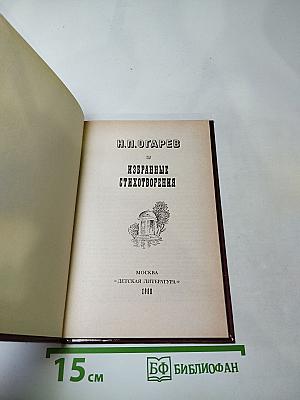 Н.П.ОГАРЕВ
ИЗБРАННЫЕ
СТИХОТВОРЕНИЯ
МОСКВА
«ДЕТСКАЯ ЛИТЕРАТУРА»
15 см
БФ БИБЛИОФАН